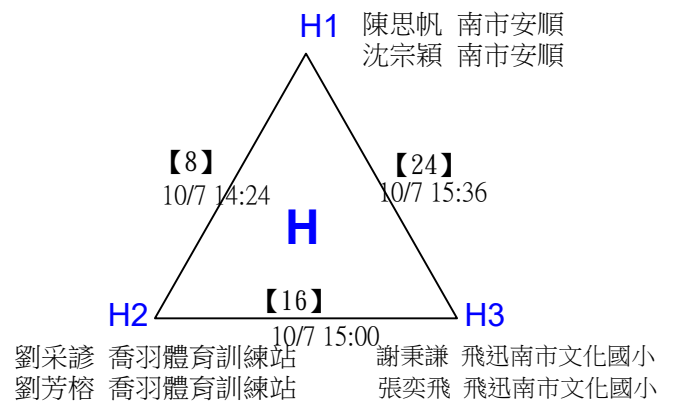 H1 陳思帆 南市安順
沈宗穎 南市安順
【8】
10/7 14:24
【24】
10/7 15:36
H
【16】
10/7 15:00
H2
H3
劉采諺 喬羽體育訓練站
劉芳榕 喬羽體育訓練站
謝秉謙 飛迅南市文化國小
張奕飛 飛迅南市文化國小